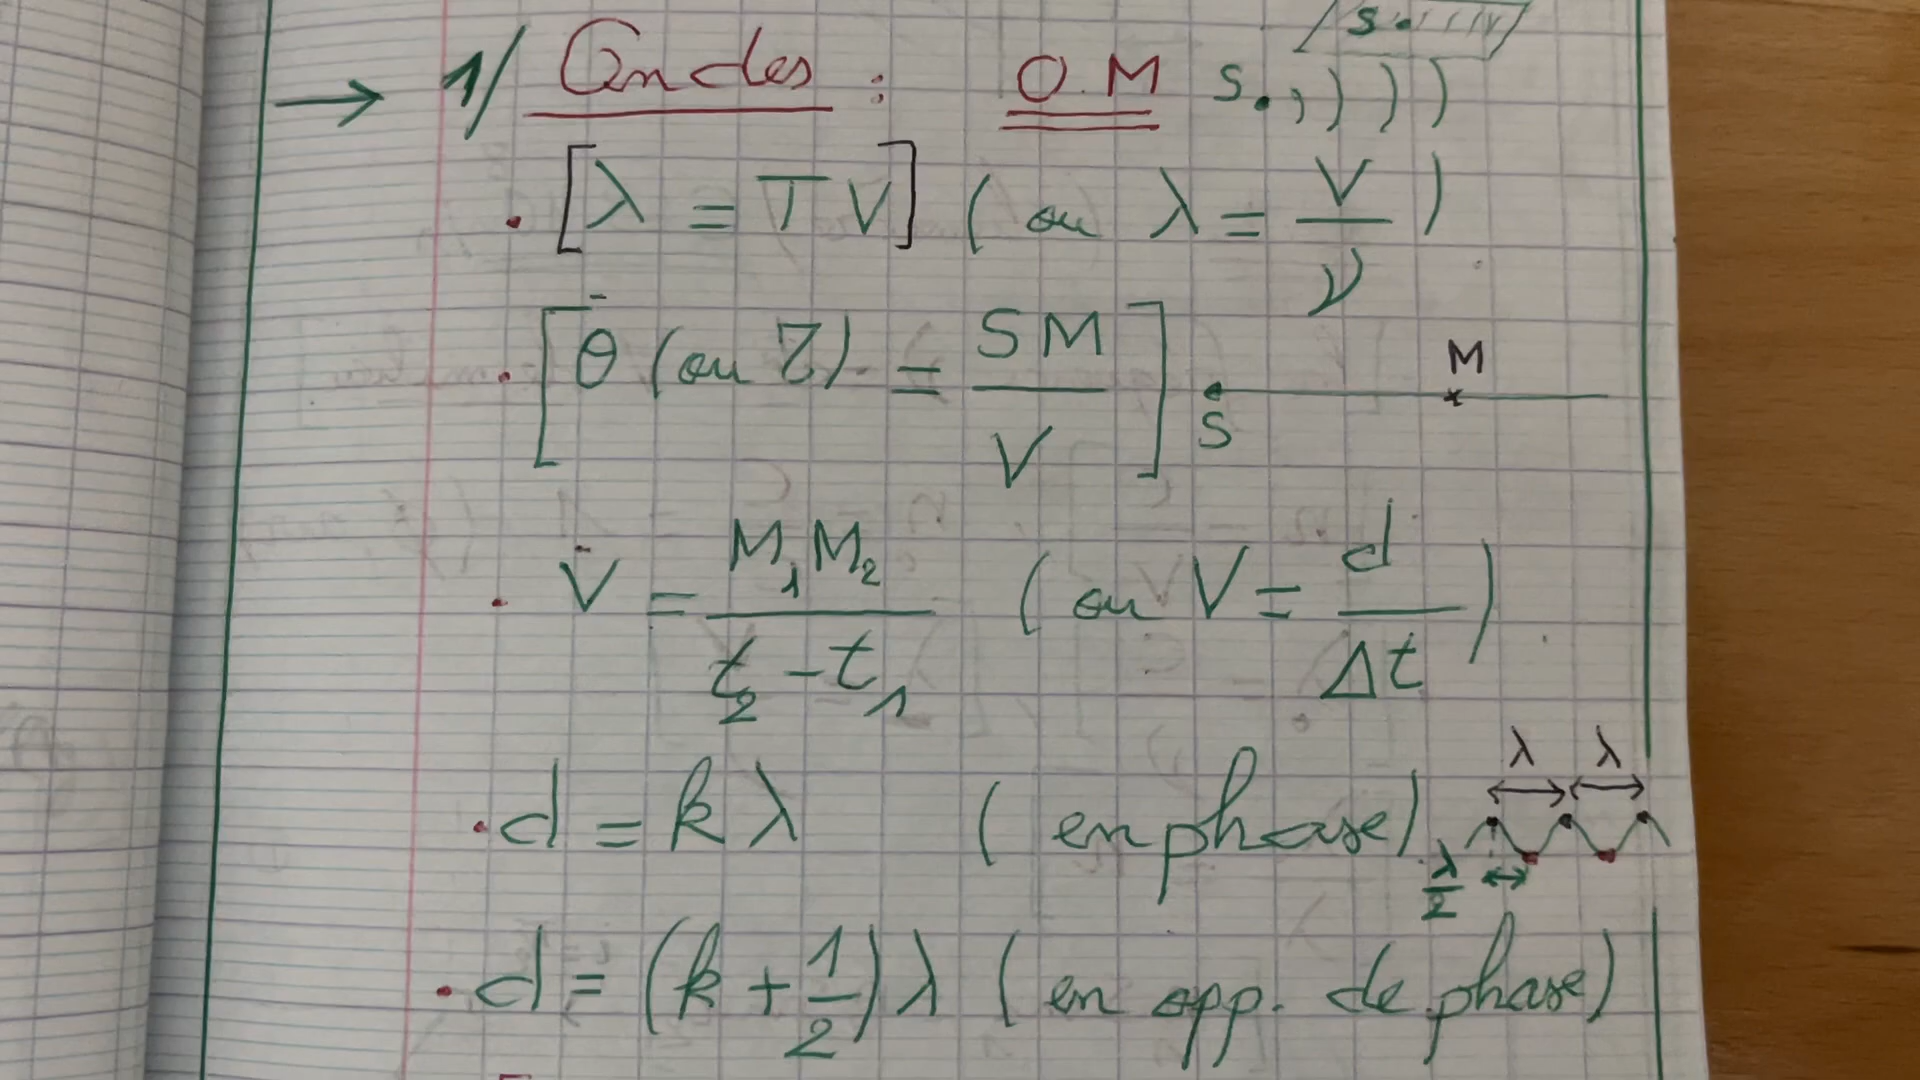 S
→ 1/ Ondes : O.M S
. [λ = TV] (ou λ = V/ν)
. [θ (ou τ) = SM/V] S M
. V = M₁M₂/(t₂ - t₁) (ou V = d/Δt)
λ λ
. d = kλ (en phase)
λ/2
. d = (k + 1/2) λ (en opp. de phase)